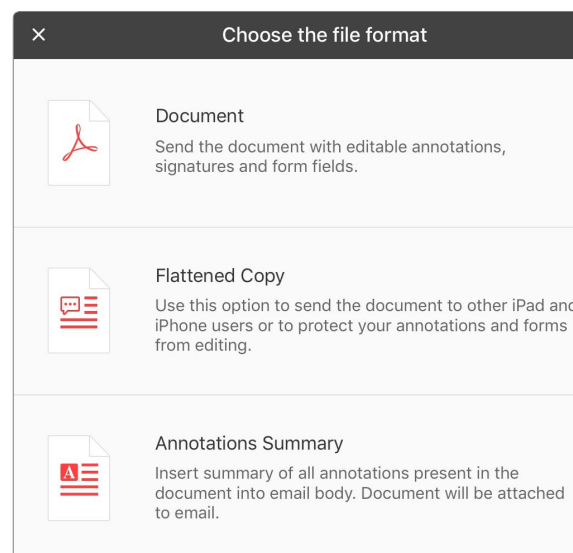 Choose the file format
Document
Send the document with editable annotations,
signatures and form fields.
Flattened Copy
Use this option to send the document to other iPad and
iPhone users or to protect your annotations and forms
from editing.
A
Annotations Summary
Insert summary of all annotations present in the
document into email body. Document will be attached
to email.